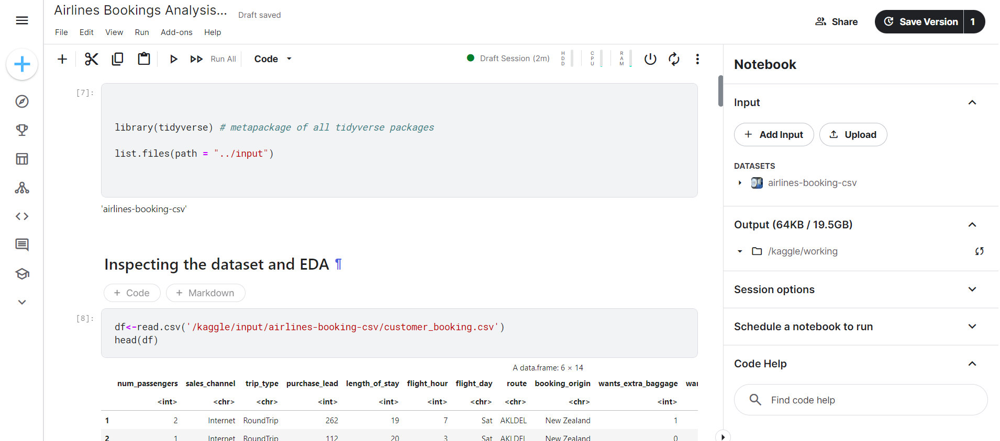 Airlines Bookings Analysis...
Draft saved
File Edit View Run Add-ons Help
Share
Save Version 1
Run All
Code
Draft Session (2m)
HDD
CPU
RAM
[7]:
library(tidyverse) # metapackage of all tidyverse packages
list.files(path = "../input")
'airlines-booking-csv'
Inspecting the dataset and EDA ¶
+ Code
+ Markdown
[8]:
df<-read.csv('/kaggle/input/airlines-booking-csv/customer_booking.csv')
head(df)
A data.frame: 6 × 14
num_passengers sales_channel trip_type purchase_lead length_of_stay flight_hour flight_day route booking_origin wants_extra_baggage
<int> <chr> <chr> <int> <int> <int> <chr> <chr> <chr> <int>
1 2 Internet RoundTrip 262 19 7 Sat AKLDEL New Zealand 1
2 1 Internet RoundTrip 112 20 3 Sat AKLDEL New Zealand 0
Notebook
Input
+ Add Input
Upload
DATASETS
airlines-booking-csv
Output (64KB / 19.5GB)
/kaggle/working
Session options
Schedule a notebook to run
Code Help
Find code help